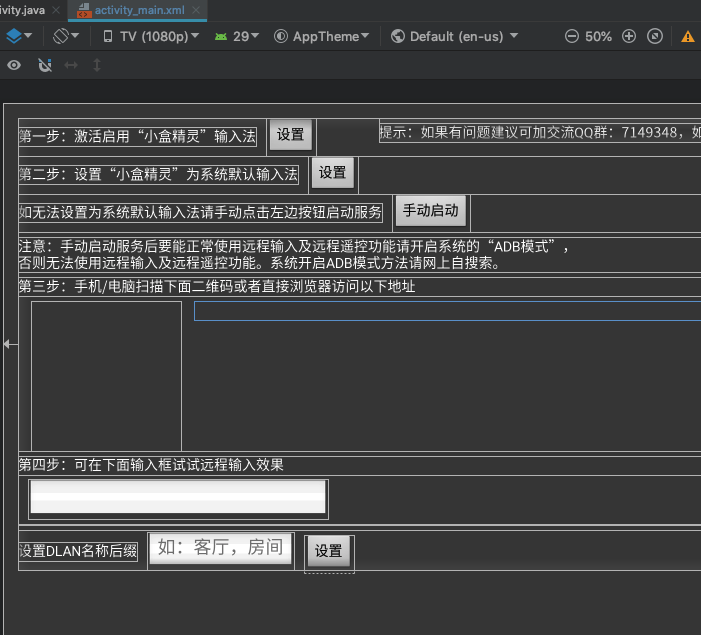 ivity.java
activity_main.xml
TV (1080p) 29 AppTheme Default (en-us) 50%
第一步：激活启用“小盒精灵”输入法 设置 提示：如果有问题建议可加交流QQ群：7149348，如
第二步：设置“小盒精灵”为系统默认输入法 设置
如无法设置为系统默认输入法请手动点击左边按钮启动服务 手动启动
注意：手动启动服务后要能正常使用远程输入及远程遥控功能请开启系统的“ADB模式”，
否则无法使用远程输入及远程遥控功能。系统开启ADB模式方法请网上自搜索。
第三步：手机/电脑扫描下面二维码或者直接浏览器访问以下地址
第四步：可在下面输入框试试远程输入效果
设置DLAN名称后缀 如：客厅，房间 设置